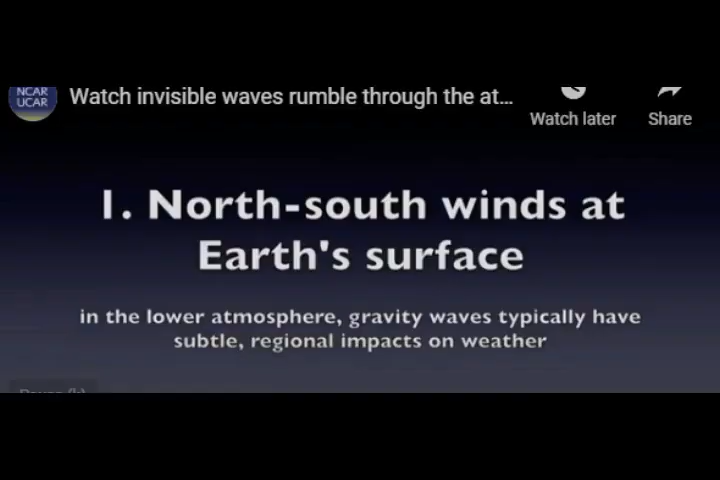 NCAR
UCAR
Watch invisible waves rumble through the at...
Watch later
Share
1. North-south winds at
Earth's surface
in the lower atmosphere, gravity waves typically have
subtle, regional impacts on weather